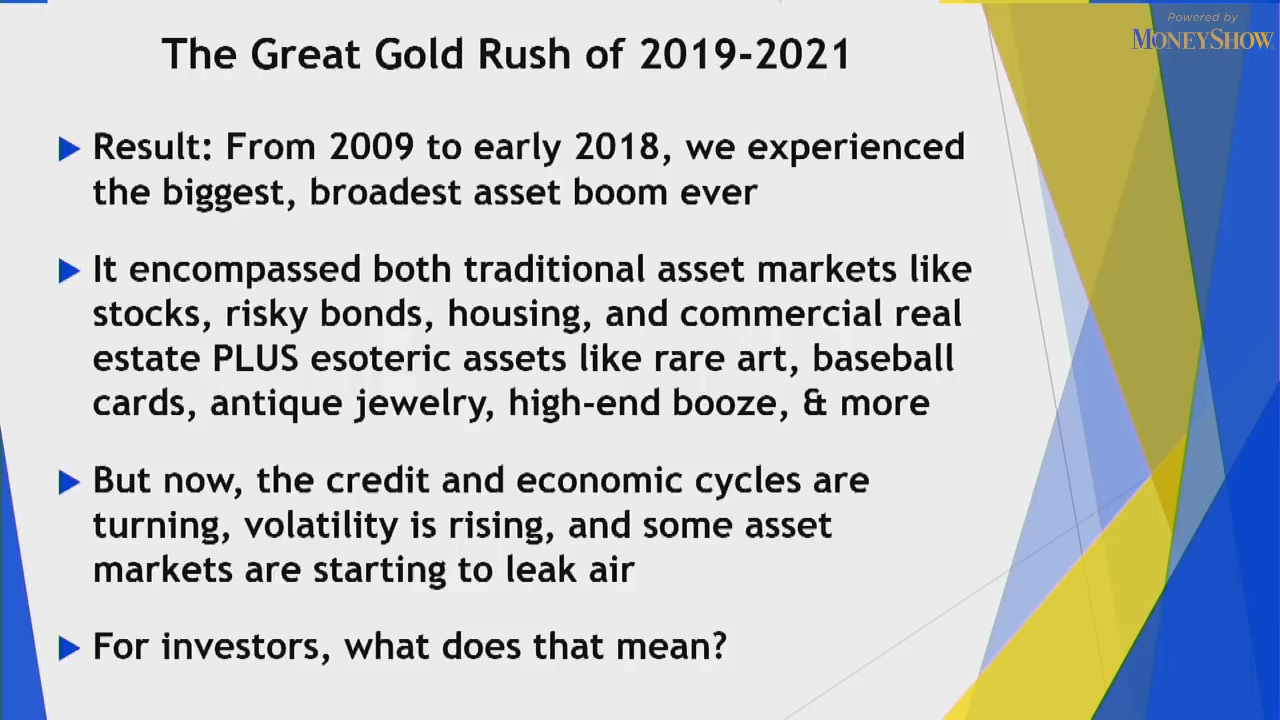 Powered by
MONEYSHOW
The Great Gold Rush of 2019-2021
Result: From 2009 to early 2018, we experienced
the biggest, broadest asset boom ever
It encompassed both traditional asset markets like
stocks, risky bonds, housing, and commercial real
estate PLUS esoteric assets like rare art, baseball
cards, antique jewelry, high-end booze, & more
But now, the credit and economic cycles are
turning, volatility is rising, and some asset
markets are starting to leak air
For investors, what does that mean?